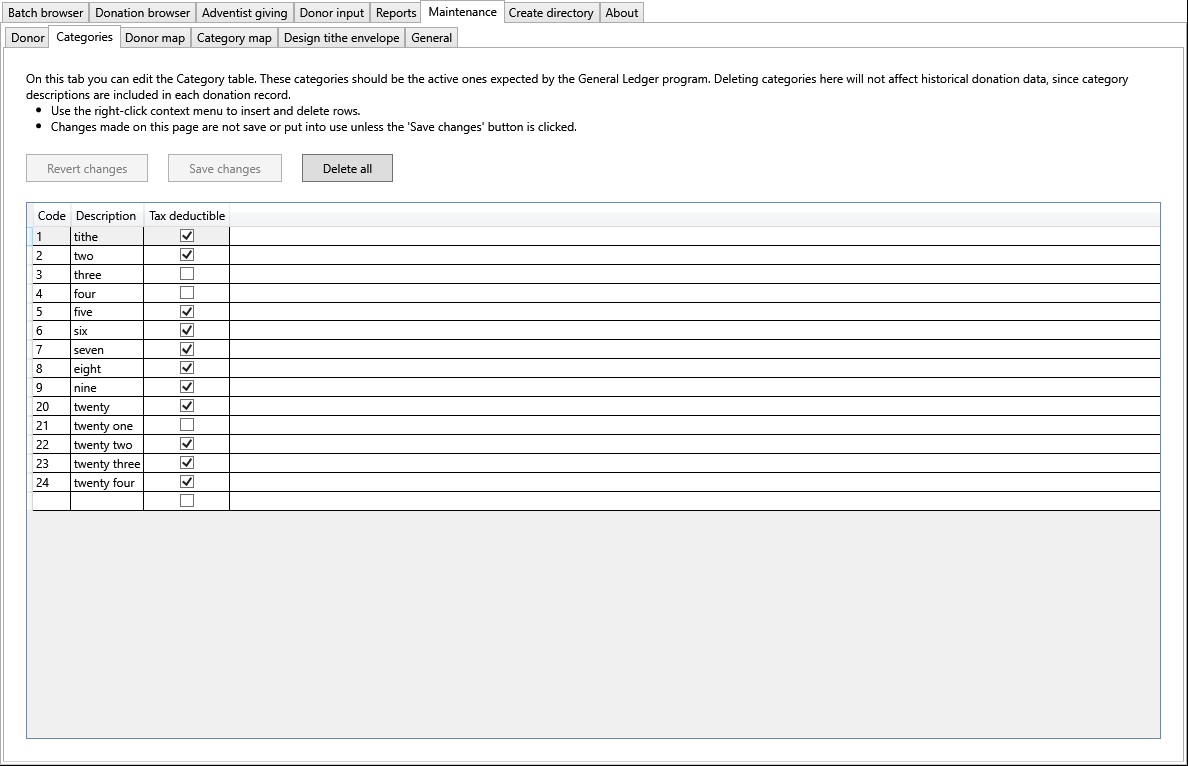 Batch browser Donation browser Adventist giving Donor input Reports Maintenance Create directory About
Donor Categories Donor map Category map Design tithe envelope General
On this tab you can edit the Category table. These categories should be the active ones expected by the General Ledger program. Deleting categories here will not affect historical donation data, since category
descriptions are included in each donation record.
• Use the right-click context menu to insert and delete rows.
• Changes made on this page are not save or put into use unless the 'Save changes' button is clicked.
Revert changes Save changes Delete all
Code Description Tax deductible
1 tithe
2 two
3 three
4 four
5 five
6 six
7 seven
8 eight
9 nine
20 twenty
21 twenty one
22 twenty two
23 twenty three
24 twenty four